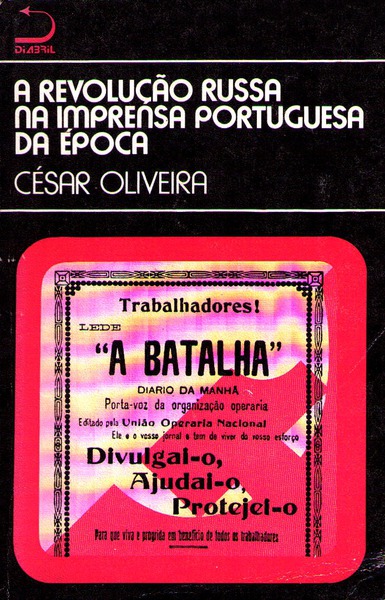 DIABRIL
A REVOLUÇÃO RUSSA
NA IMPRENSA PORTUGUESA
DA ÉPOCA
CÉSAR OLIVEIRA
Trabalhadores!
LEDE
"A BATALHA"
DIARIO DA MANHÃ
Porta-voz da organização operaria
Editado pela União Operaria Nacional
Ele é o vosso jornal e tem de viver do vosso esforço
Divulgai-o,
Ajudai-o,
Protejei-o
Para que viva e progrida em beneficio de todos os trabalhadores